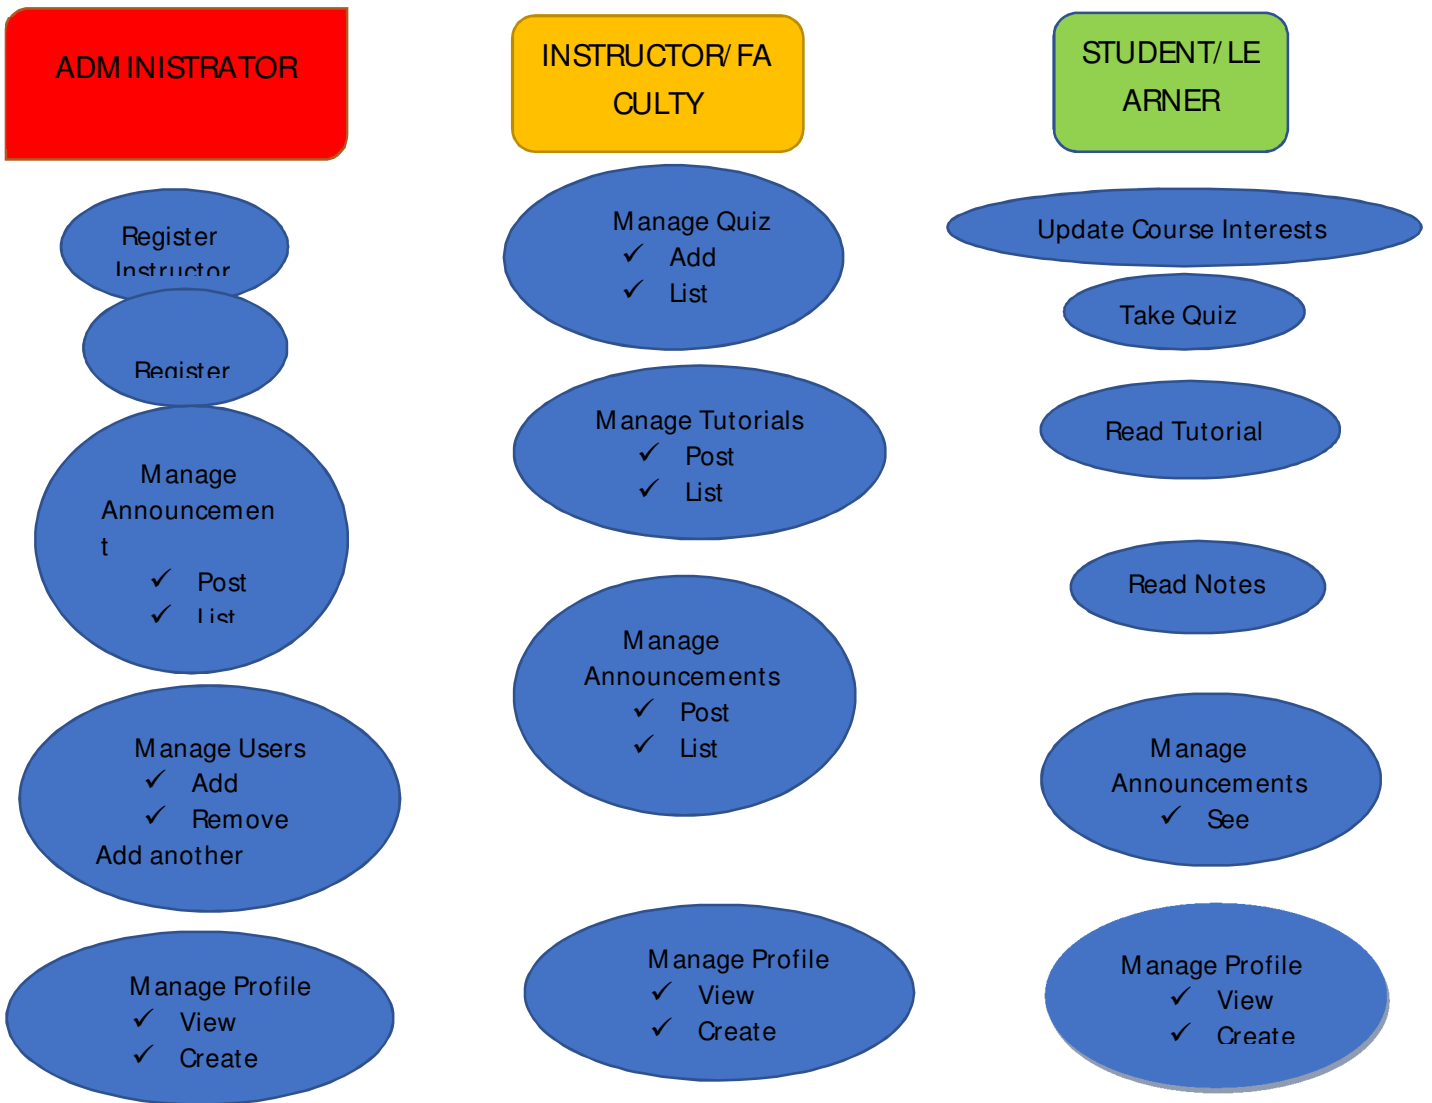 ADMINISTRATOR
Register
Instructor
Register
Manage
Announcemen
t
✓ Post
✓ List
Manage Users
✓ Add
✓ Remove
Add another
Manage Profile
✓ View
✓ Create
INSTRUCTOR/FA
CULTY
Manage Quiz
✓ Add
✓ List
Manage Tutorials
✓ Post
✓ List
Manage
Announcements
✓ Post
✓ List
Manage Profile
✓ View
✓ Create
STUDENT/LE
ARNER
Update Course Interests
Take Quiz
Read Tutorial
Read Notes
Manage
Announcements
✓ See
Manage Profile
✓ View
✓ Create